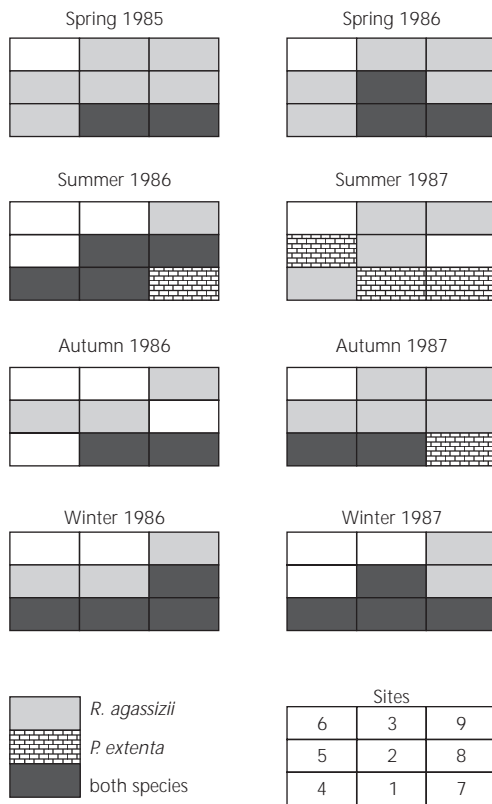 Spring 1985
Spring 1986
Summer 1986
Summer 1987
Autumn 1986
Autumn 1987
Winter 1986
Winter 1987
R. agassizii
P. extenta
both species
Sites
6 3 9
5 2 8
4 1 7